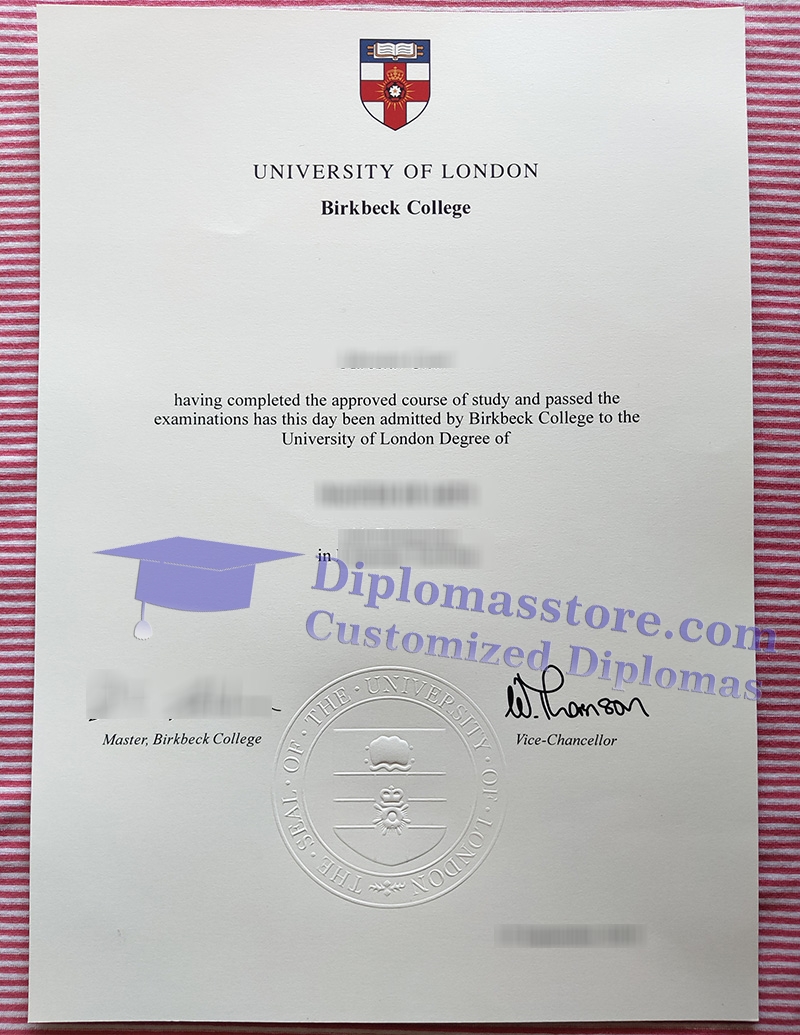 UNIVERSITY OF LONDON
Birkbeck College
having completed the approved course of study and passed the
examinations has this day been admitted by Birkbeck College to the
University of London Degree of
in
Diplomasstore.com
Customized Diplomas
W. Thomson
Master, Birkbeck College
Vice-Chancellor
THE · SEAL · OF · THE · UNIVERSITY · OF · LONDON